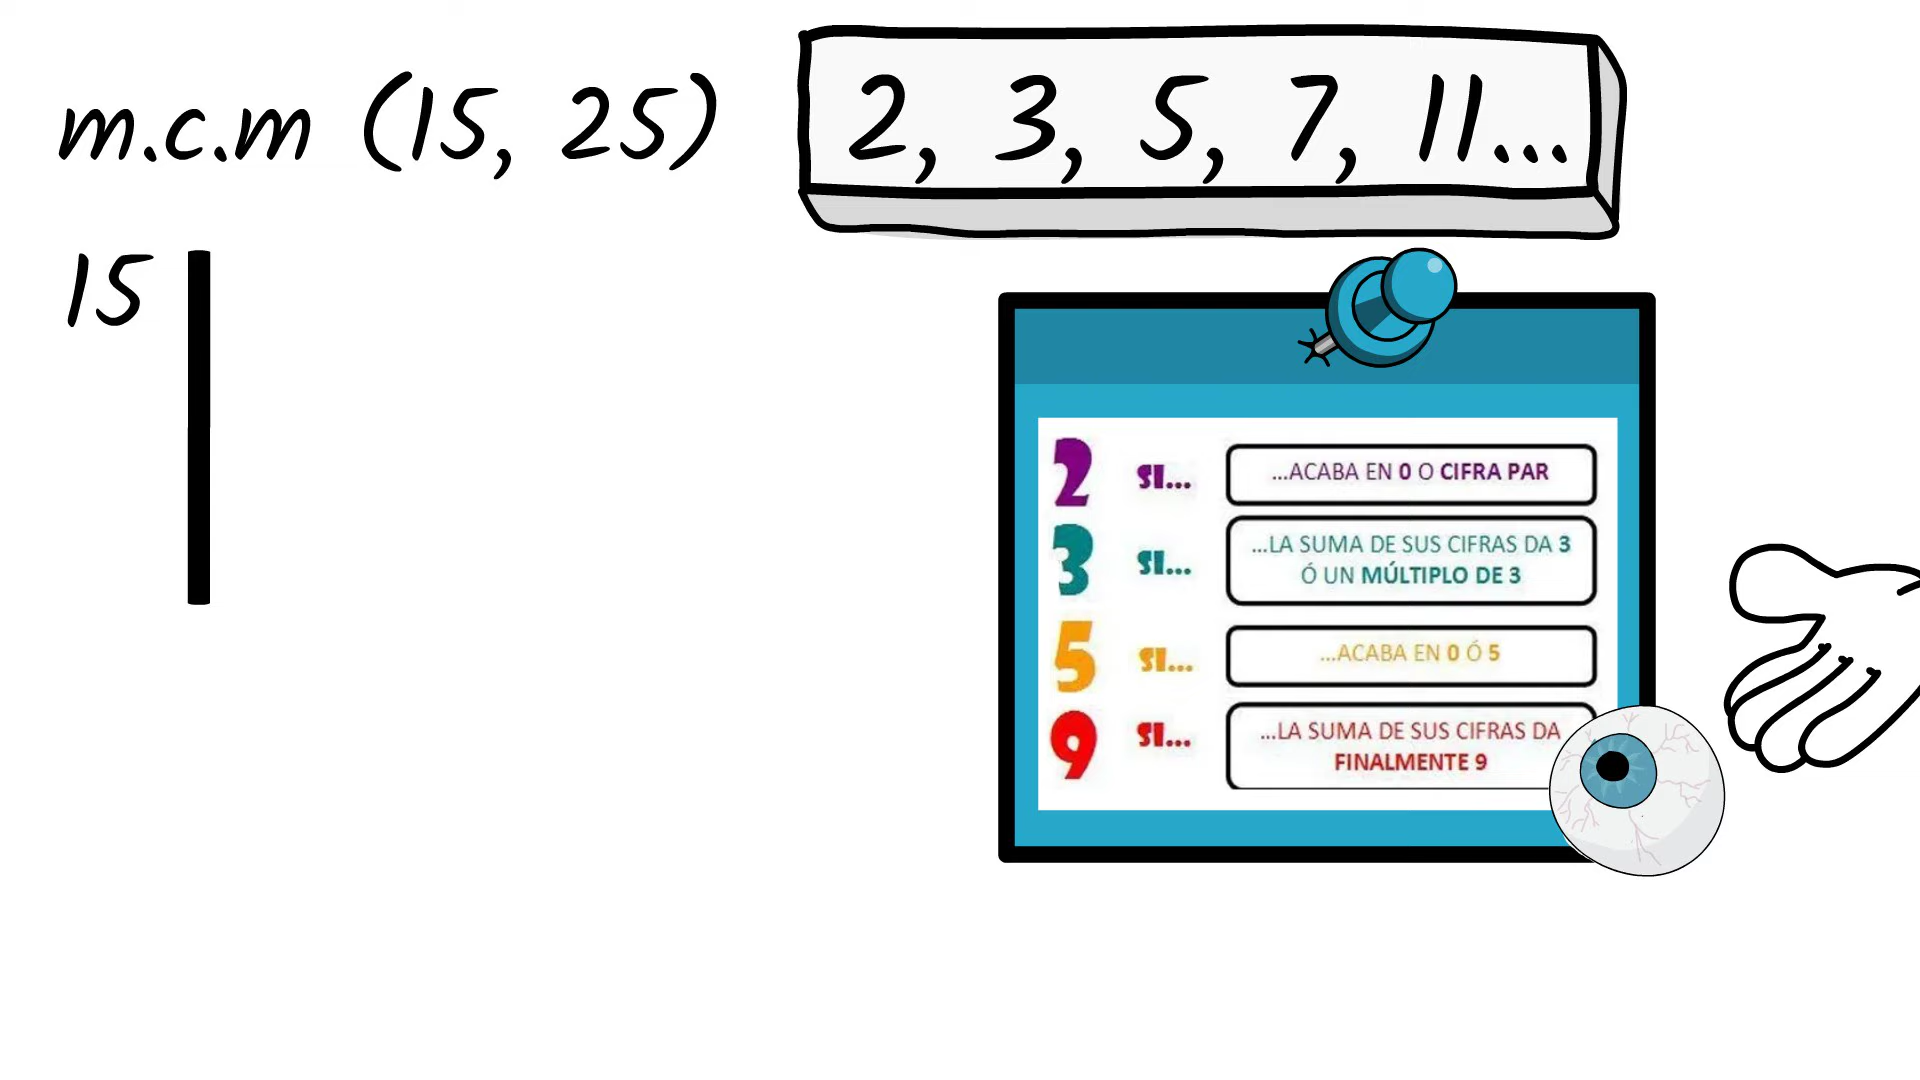 m.c.m (15, 25)
2, 3, 5, 7, 11...
15
2 SI... ...ACABA EN 0 O CIFRA PAR
3 SI... ...LA SUMA DE SUS CIFRAS DA 3
Ó UN MÚLTIPLO DE 3
5 SI... ...ACABA EN 0 Ó 5
9 SI... ...LA SUMA DE SUS CIFRAS DA
FINALMENTE 9